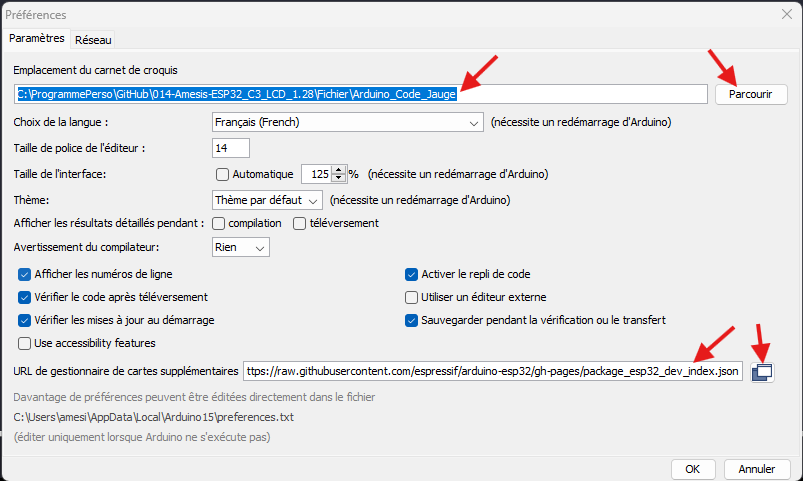 Préférences
Paramètres Réseau
Emplacement du carnet de croquis
C:\ProgrammePerso\GitHub\014-Amesis-ESP32_C3_LCD_1.28\Fichier\Arduino_Code_Jauge Parcourir
Choix de la langue : Français (French) (nécessite un redémarrage d'Arduino)
Taille de police de l'éditeur : 14
Taille de l'interface: Automatique 125 % (nécessite un redémarrage d'Arduino)
Thème: Thème par défaut (nécessite un redémarrage d'Arduino)
Afficher les résultats détaillés pendant : compilation téléversement
Avertissement du compilateur: Rien
Afficher les numéros de ligne Activer le repli de code
Vérifier le code après téléversement Utiliser un éditeur externe
Vérifier les mises à jour au démarrage Sauvegarder pendant la vérification ou le transfert
Use accessibility features
URL de gestionnaire de cartes supplémentaires ttps://raw.githubusercontent.com/espressif/arduino-esp32/gh-pages/package_esp32_dev_index.json
Davantage de préférences peuvent être éditées directement dans le fichier
C:\Users\amesi\AppData\Local\Arduino15\preferences.txt
(éditer uniquement lorsque Arduino ne s'exécute pas)
OK Annuler